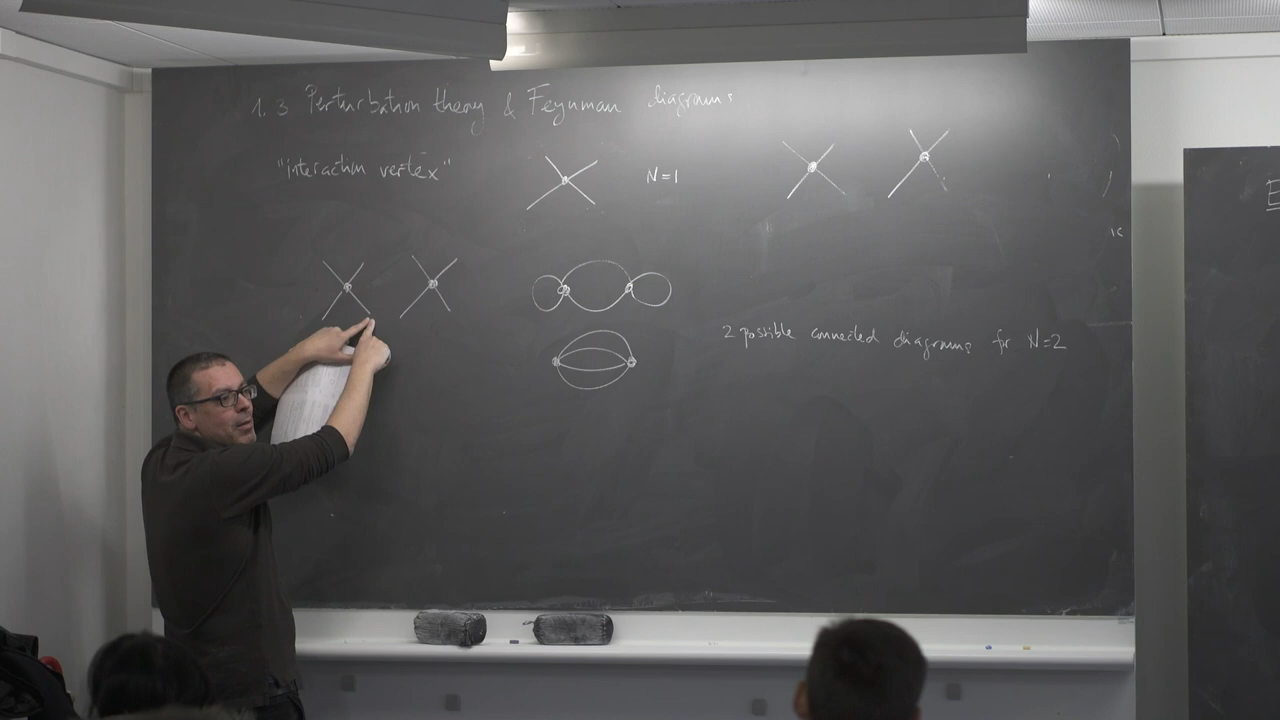 1.3 Perturbation theory & Feynman diagrams
"interaction vertex" N=1
2 possible connected diagrams for N=2